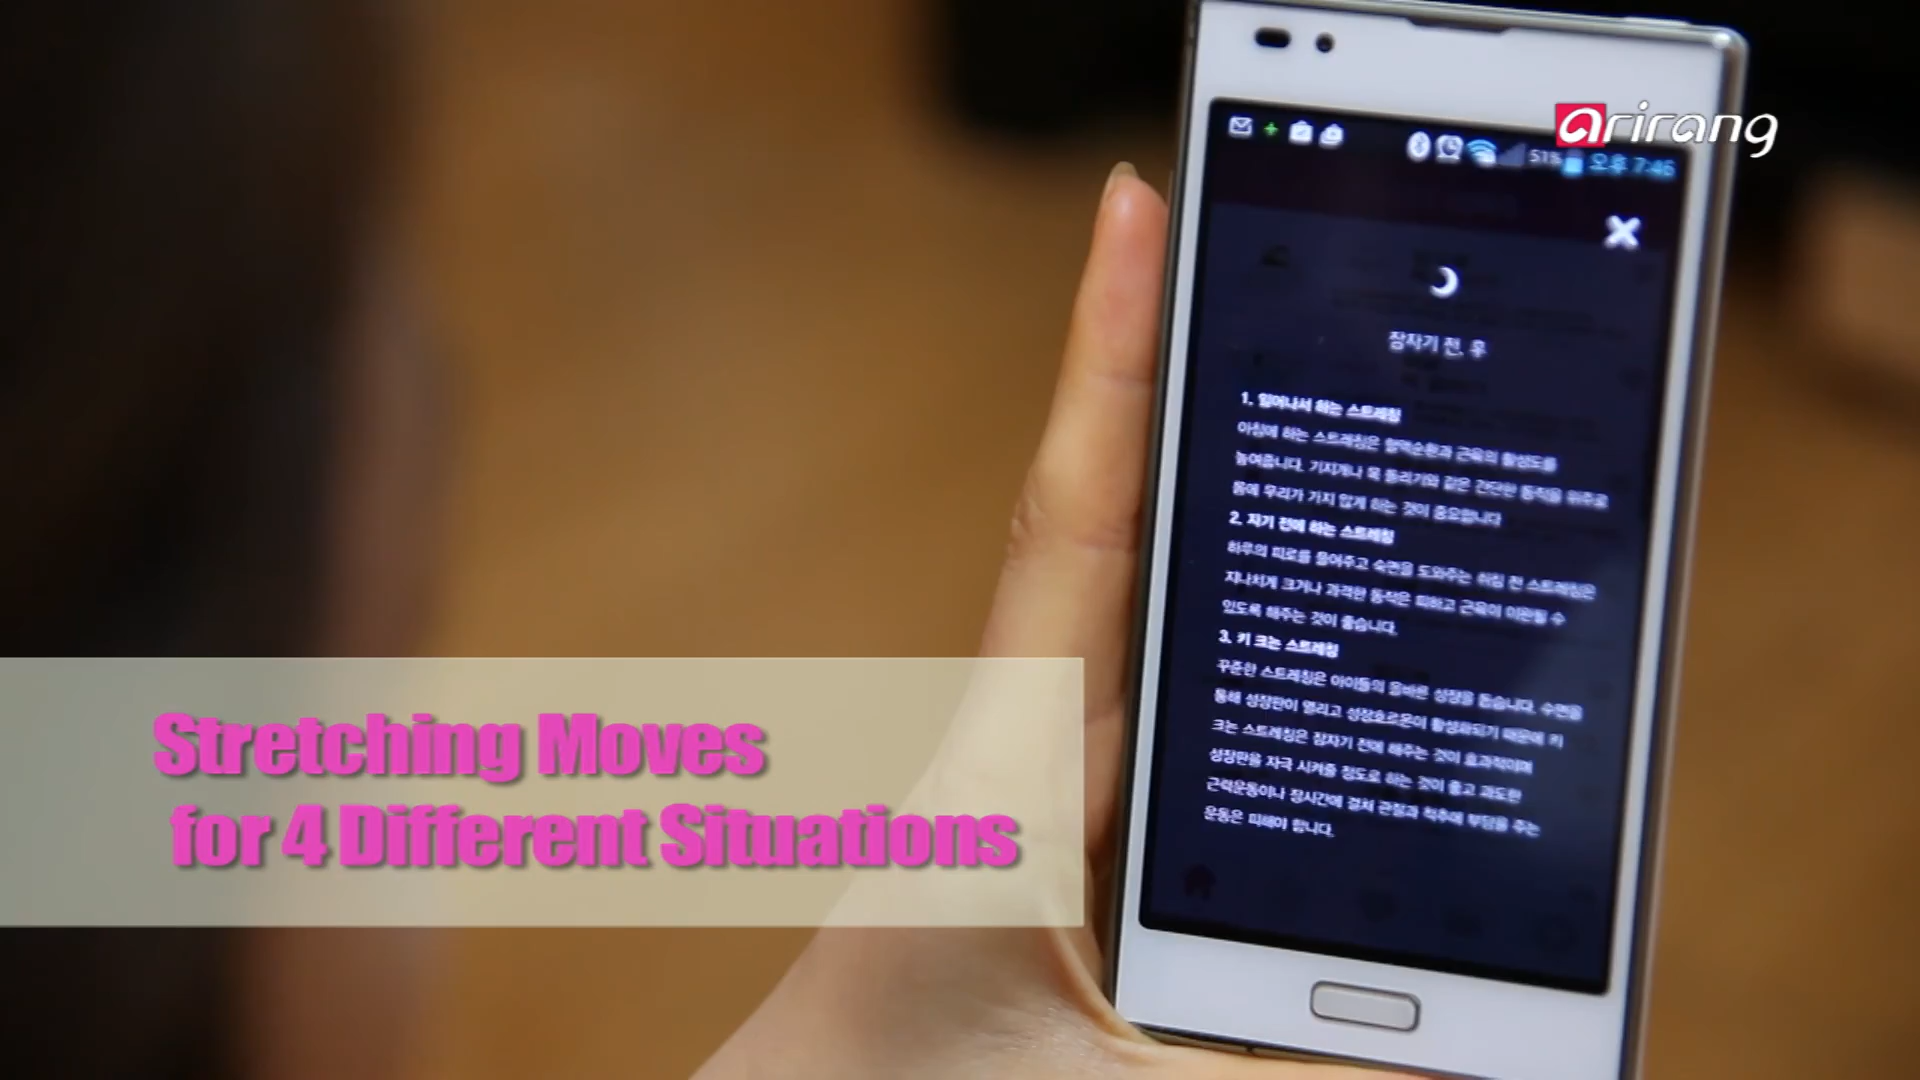 arirang
51% 오후 7:46
잠자기 전, 후
1. 일어나서 하는 스트레칭
아침에 하는 스트레칭은 혈액순환과 근육의 활성도를
높여줍니다. 기지개나 목 돌리기와 같은 간단한 동작을 위주로
몸에 무리가 가지 않게 하는 것이 중요합니다
2. 자기 전에 하는 스트레칭
하루의 피로를 풀어주고 숙면을 도와주는 취침 전 스트레칭은
지나치게 크거나 과격한 동작은 피하고 근육이 이완될 수
있도록 해주는 것이 좋습니다.
3. 키 크는 스트레칭
꾸준한 스트레칭은 아이들의 올바른 성장을 돕습니다. 수면을
통해 성장판이 열리고 성장호르몬이 활성화되기 때문에 키
크는 스트레칭은 잠자기 전에 해주는 것이 효과적이며
성장판을 자극 시켜줄 정도로 하는 것이 좋고 과도한
근력운동이나 장시간에 걸쳐 관절과 척추에 부담을 주는
운동은 피해야 합니다.
Stretching Moves
for 4 Different Situations